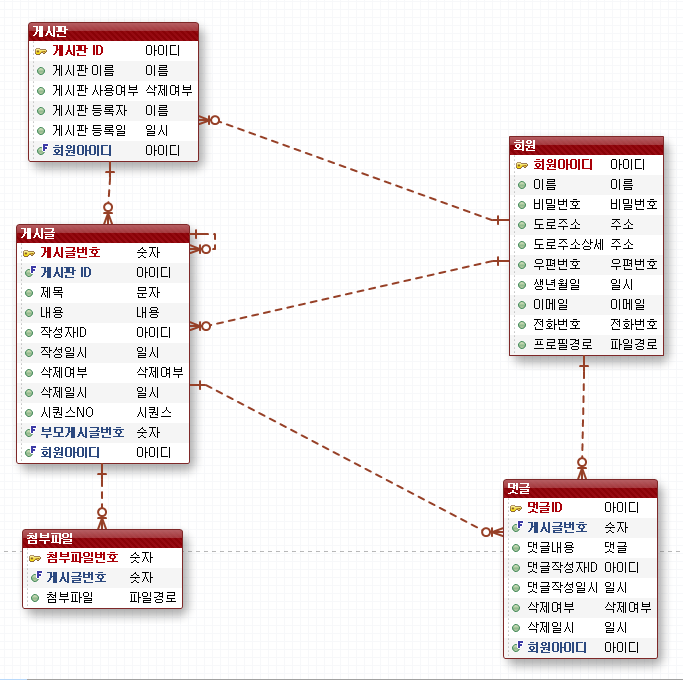 게시판
게시판 ID 아이디
게시판 이름 이름
게시판 사용여부 삭제여부
게시판 등록자 이름
게시판 등록일 일시
회원아이디 아이디
회원
회원아이디 아이디
이름 이름
비밀번호 비밀번호
도로주소 주소
도로주소상세 주소
우편번호 우편번호
생년월일 일시
이메일 이메일
전화번호 전화번호
프로필경로 파일경로
게시글
게시글번호 숫자
게시판 ID 아이디
제목 문자
내용 내용
작성자ID 아이디
작성일시 일시
삭제여부 삭제여부
삭제일시 일시
시퀀스NO 시퀀스
부모게시글번호 숫자
회원아이디 아이디
댓글
댓글ID 아이디
게시글번호 숫자
댓글내용 댓글
댓글작성자ID 아이디
댓글작성일시 일시
삭제여부 삭제여부
삭제일시 일시
회원아이디 아이디
첨부파일
첨부파일번호 숫자
게시글번호 숫자
첨부파일 파일경로